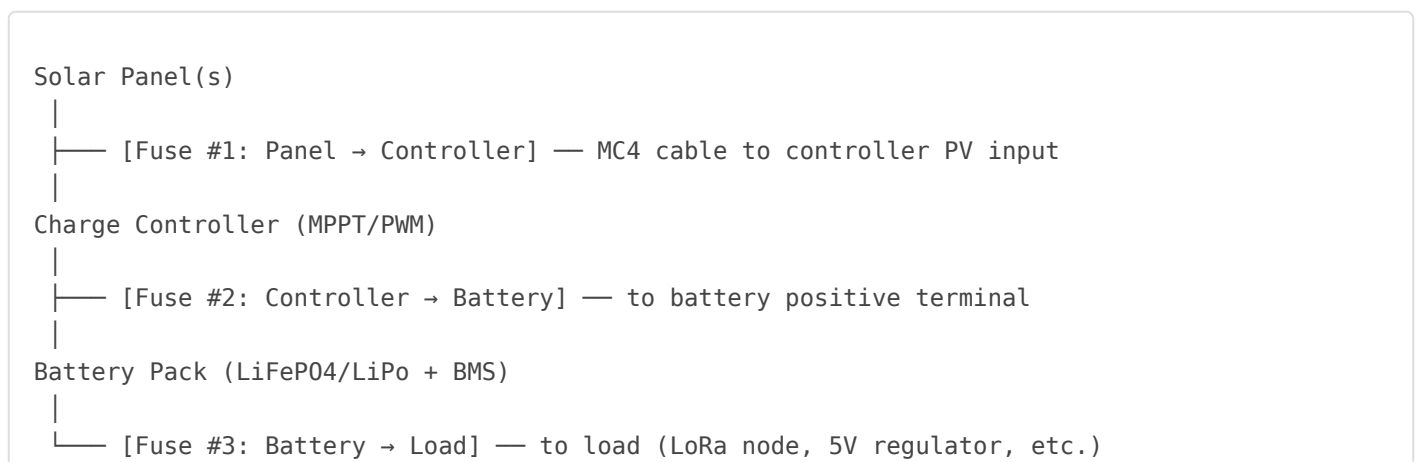 Solar Panel(s)
│
├── [Fuse #1: Panel → Controller] — MC4 cable to controller PV input
│
Charge Controller (MPPT/PWM)
│
├── [Fuse #2: Controller → Battery] — to battery positive terminal
│
Battery Pack (LiFePO4/LiPo + BMS)
│
└── [Fuse #3: Battery → Load] — to load (LoRa node, 5V regulator, etc.)